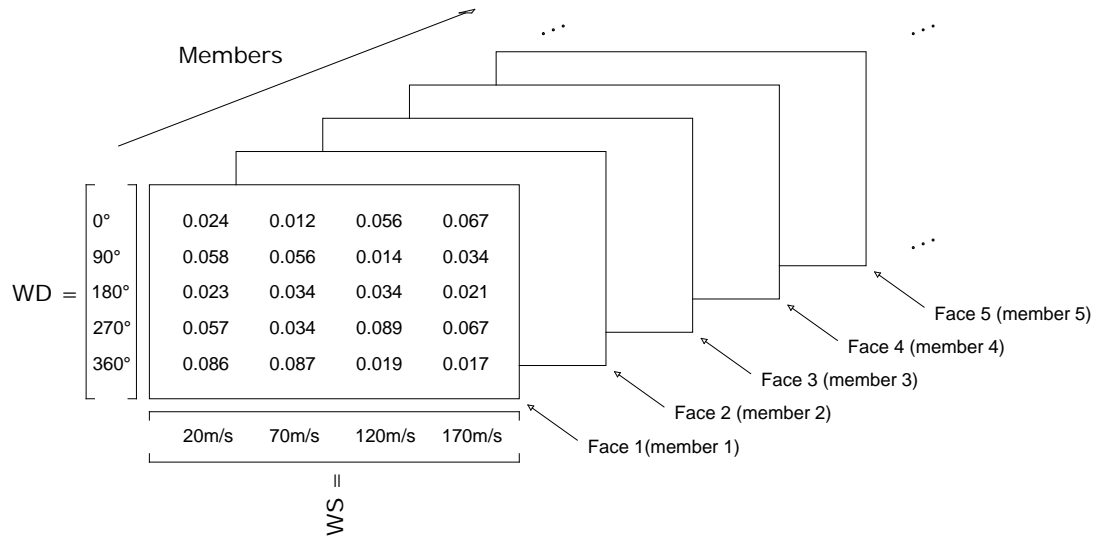 Members
...
...
0° 0.024 0.012 0.056 0.067
90° 0.058 0.056 0.014 0.034
WD = 180° 0.023 0.034 0.034 0.021
270° 0.057 0.034 0.089 0.067
360° 0.086 0.087 0.019 0.017
20m/s 70m/s 120m/s 170m/s
WS =
...
Face 5 (member 5)
Face 4 (member 4)
Face 3 (member 3)
Face 2 (member 2)
Face 1(member 1)